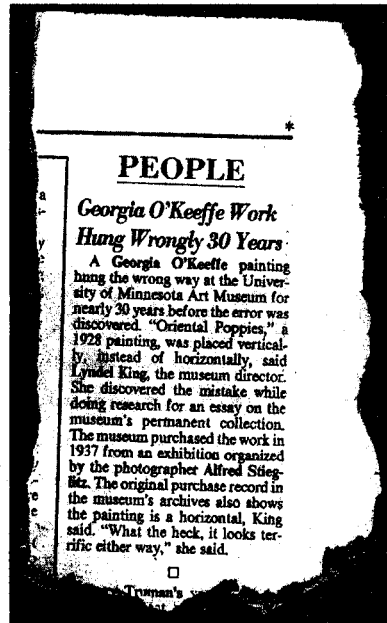 *
PEOPLE
Georgia O'Keeffe Work
Hung Wrongly 30 Years
A Georgia O'Keeffe painting
hung the wrong way at the Univer-
sity of Minnesota Art Museum for
nearly 30 years before the error was
discovered. "Oriental Poppies," a
1928 painting, was placed vertical-
ly, instead of horizontally, said
Lyndel King, the museum director.
She discovered the mistake while
doing research for an essay on the
museum's permanent collection.
The museum purchased the work in
1937 from an exhibition organized
by the photographer Alfred Stieg-
litz. The original purchase record in
the museum's archives also shows
the painting is a horizontal, King
said. "What the heck, it looks ter-
rific either way," she said.
Truman's